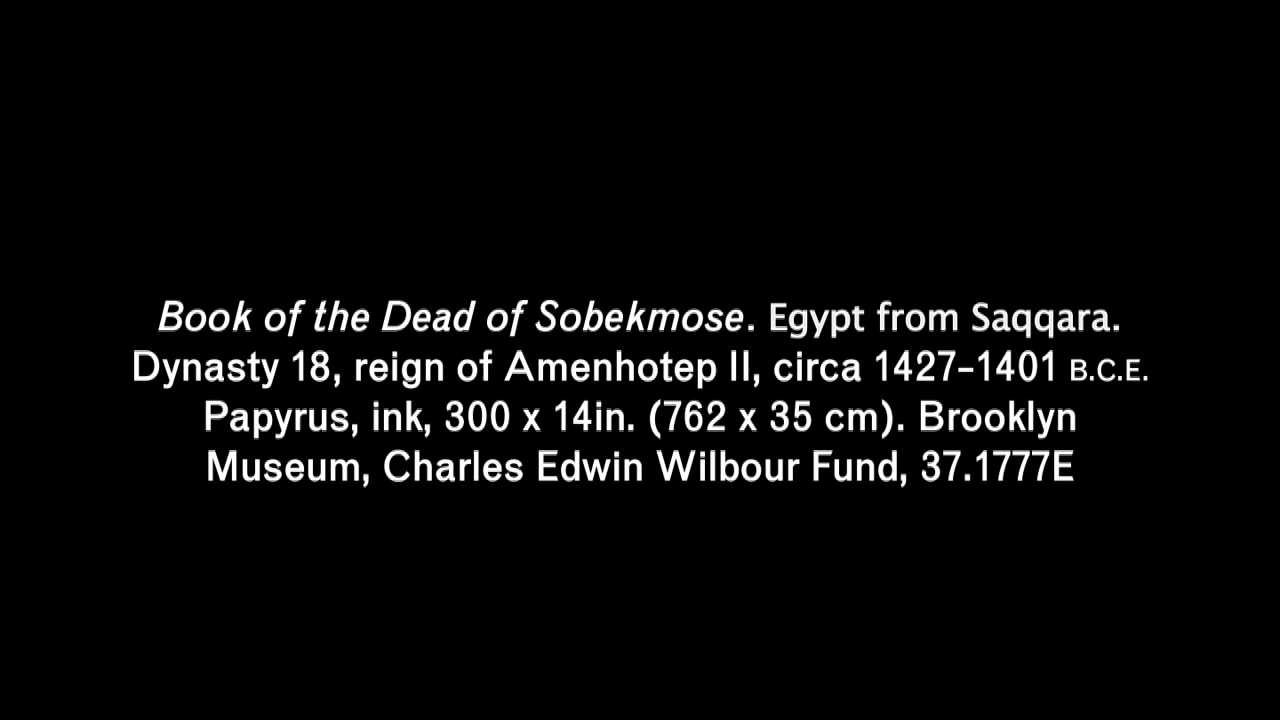 Book of the Dead of Sobekmose. Egypt from Saqqara.
Dynasty 18, reign of Amenhotep II, circa 1427–1401 B.C.E.
Papyrus, ink, 300 x 14in. (762 x 35 cm). Brooklyn
Museum, Charles Edwin Wilbour Fund, 37.1777E